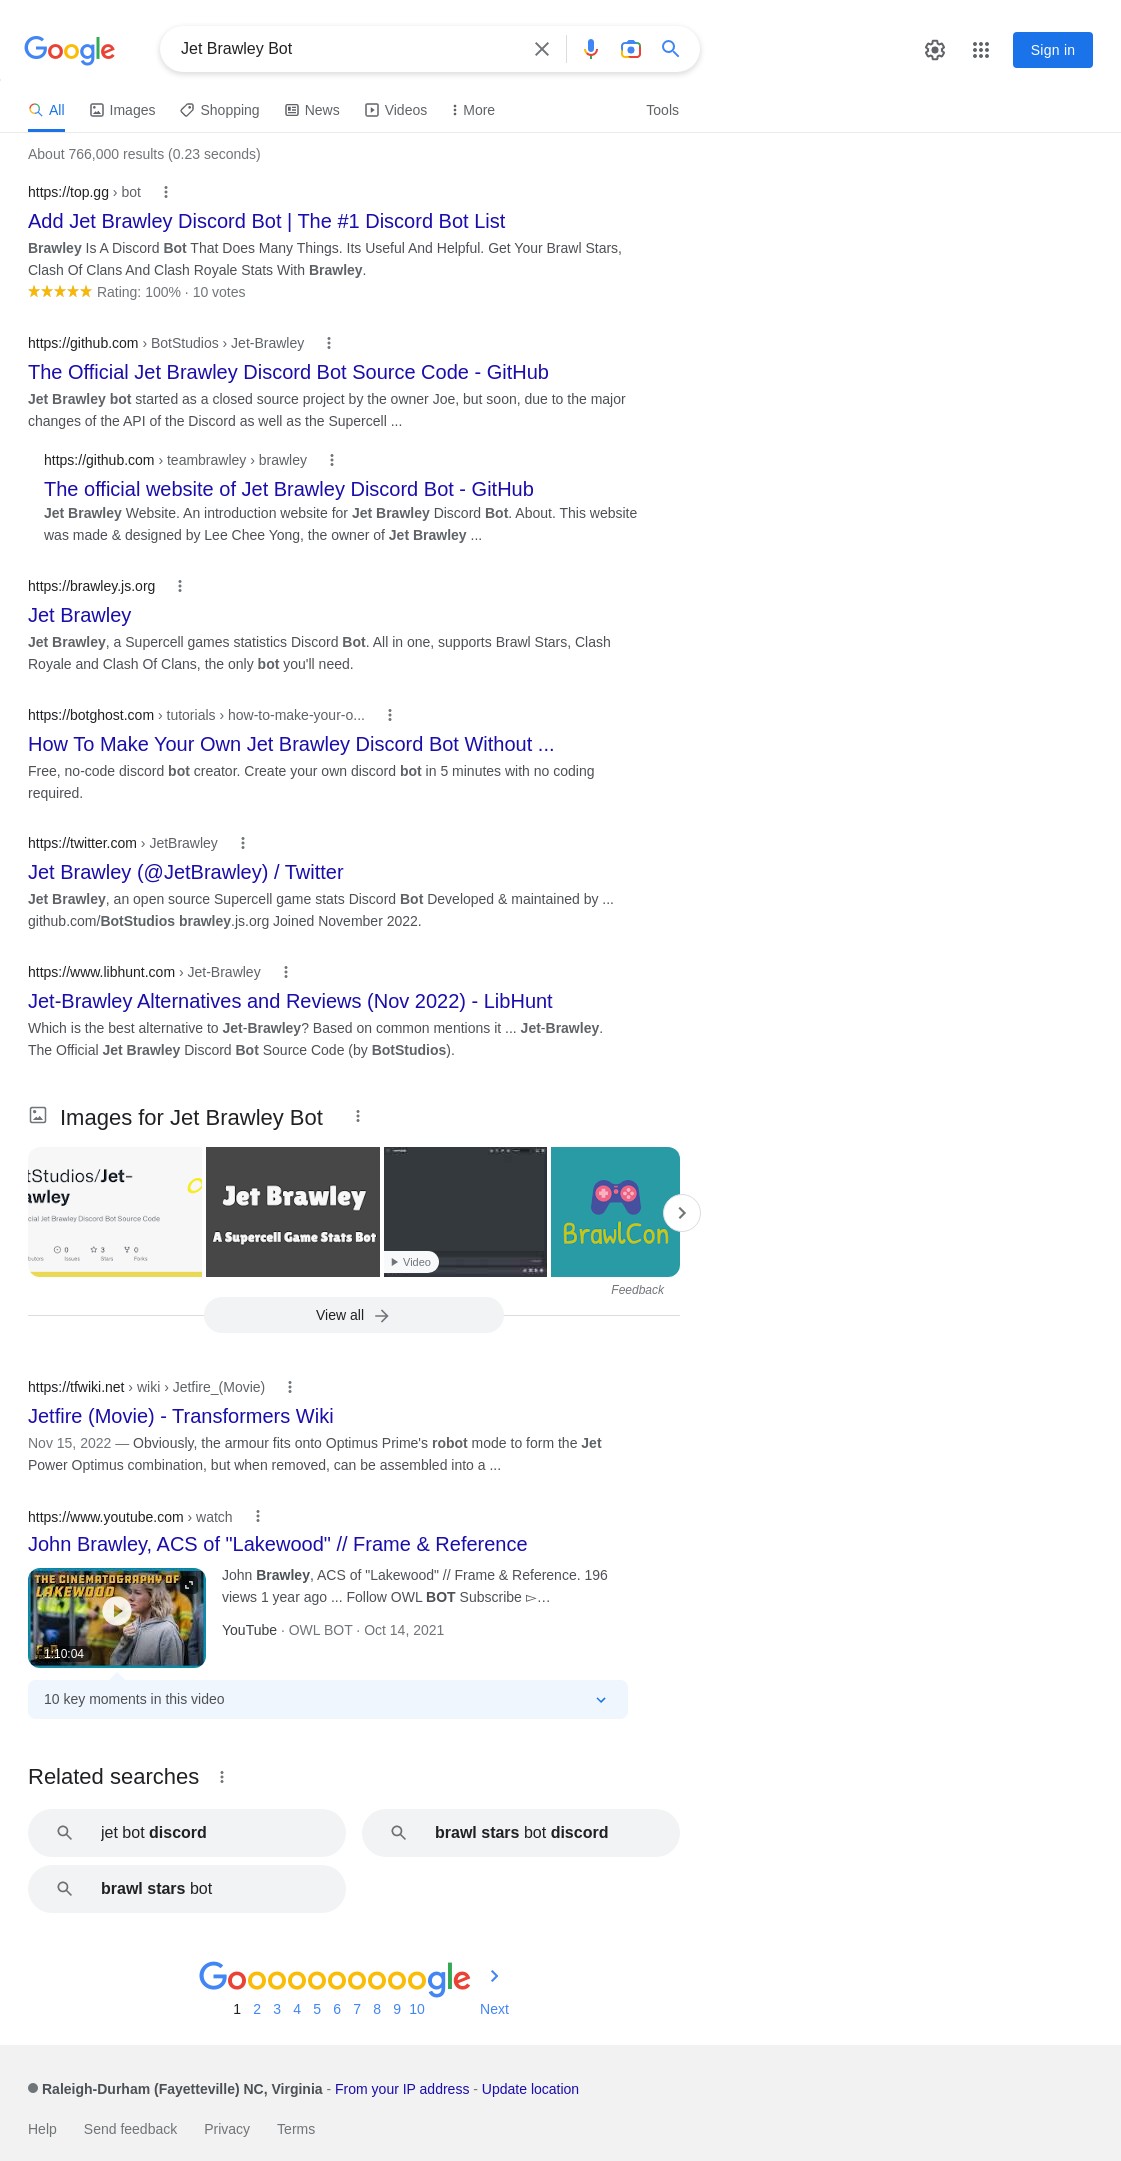 Google
Jet Brawley Bot
Sign in
All Images Shopping News Videos More Tools
About 766,000 results (0.23 seconds)
https://top.gg › bot
Add Jet Brawley Discord Bot | The #1 Discord Bot List
Brawley Is A Discord Bot That Does Many Things. Its Useful And Helpful. Get Your Brawl Stars,
Clash Of Clans And Clash Royale Stats With Brawley.
Rating: 100% · 10 votes
https://github.com › BotStudios › Jet-Brawley
The Official Jet Brawley Discord Bot Source Code - GitHub
Jet Brawley bot started as a closed source project by the owner Joe, but soon, due to the major
changes of the API of the Discord as well as the Supercell ...
https://github.com › teambrawley › brawley
The official website of Jet Brawley Discord Bot - GitHub
Jet Brawley Website. An introduction website for Jet Brawley Discord Bot. About. This website
was made & designed by Lee Chee Yong, the owner of Jet Brawley ...
https://brawley.js.org
Jet Brawley
Jet Brawley, a Supercell games statistics Discord Bot. All in one, supports Brawl Stars, Clash
Royale and Clash Of Clans, the only bot you'll need.
https://botghost.com › tutorials › how-to-make-your-o...
How To Make Your Own Jet Brawley Discord Bot Without ...
Free, no-code discord bot creator. Create your own discord bot in 5 minutes with no coding
required.
https://twitter.com › JetBrawley
Jet Brawley (@JetBrawley) / Twitter
Jet Brawley, an open source Supercell game stats Discord Bot Developed & maintained by ...
github.com/BotStudios brawley.js.org Joined November 2022.
https://www.libhunt.com › Jet-Brawley
Jet-Brawley Alternatives and Reviews (Nov 2022) - LibHunt
Which is the best alternative to Jet-Brawley? Based on common mentions it ... Jet-Brawley.
The Official Jet Brawley Discord Bot Source Code (by BotStudios).
Images for Jet Brawley Bot
tStudios/Jet-
awley
cial Jet Brawley Discord Bot Source Code
0 3 0
butors Issues Stars Forks
Jet Brawley
A Supercell Game Stats Bot
Video
BrawlCon
Feedback
View all
https://tfwiki.net › wiki › Jetfire_(Movie)
Jetfire (Movie) - Transformers Wiki
Nov 15, 2022 — Obviously, the armour fits onto Optimus Prime's robot mode to form the Jet
Power Optimus combination, but when removed, can be assembled into a ...
https://www.youtube.com › watch
John Brawley, ACS of "Lakewood" // Frame & Reference
THE CINEMATOGRAPHY OF
LAKEWOOD
1:10:04
John Brawley, ACS of "Lakewood" // Frame & Reference. 196
views 1 year ago ... Follow OWL BOT Subscribe ▻…
YouTube · OWL BOT · Oct 14, 2021
10 key moments in this video
Related searches
jet bot discord
brawl stars bot discord
brawl stars bot
Goooooooooogle
1 2 3 4 5 6 7 8 9 10 Next
Raleigh-Durham (Fayetteville) NC, Virginia - From your IP address - Update location
Help Send feedback Privacy Terms